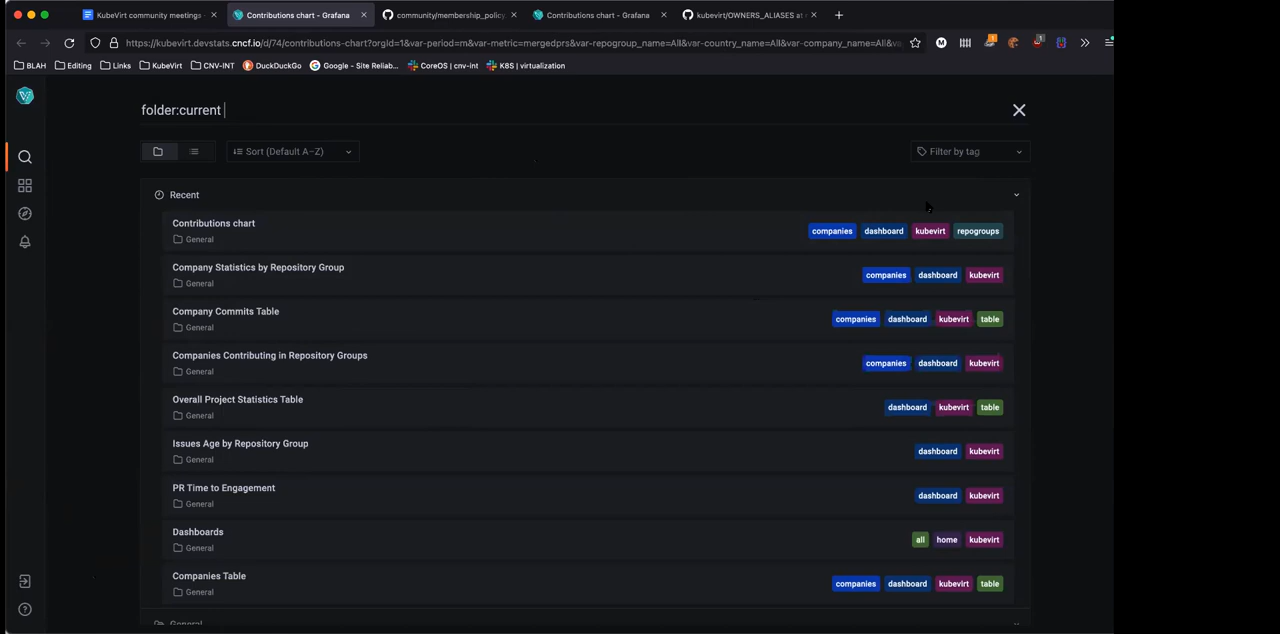 KubeVirt community meetings -
Contributions chart - Grafana
community/membership_policy
Contributions chart - Grafana
kubevirt/OWNERS_ALIASES at
https://kubevirt.devstats.cncf.io/d/74/contributions-chart?orgId=1&var-period=m&var-metric=mergedprs&var-repogroup_name=All&var-country_name=All&var-company_name=All&
BLAH Editing Links KubeVirt CNV-INT DuckDuckGo Google - Site Reliab... CoreOS | cnv-int K8S | virtualization
folder:current
Sort (Default A–Z)
Filter by tag
Recent
Contributions chart
General
companies dashboard kubevirt repogroups
Company Statistics by Repository Group
General
companies dashboard kubevirt
Company Commits Table
General
companies dashboard kubevirt table
Companies Contributing in Repository Groups
General
companies dashboard kubevirt
Overall Project Statistics Table
General
dashboard kubevirt table
Issues Age by Repository Group
General
dashboard kubevirt
PR Time to Engagement
General
dashboard kubevirt
Dashboards
General
all home kubevirt
Companies Table
General
companies dashboard kubevirt table
General